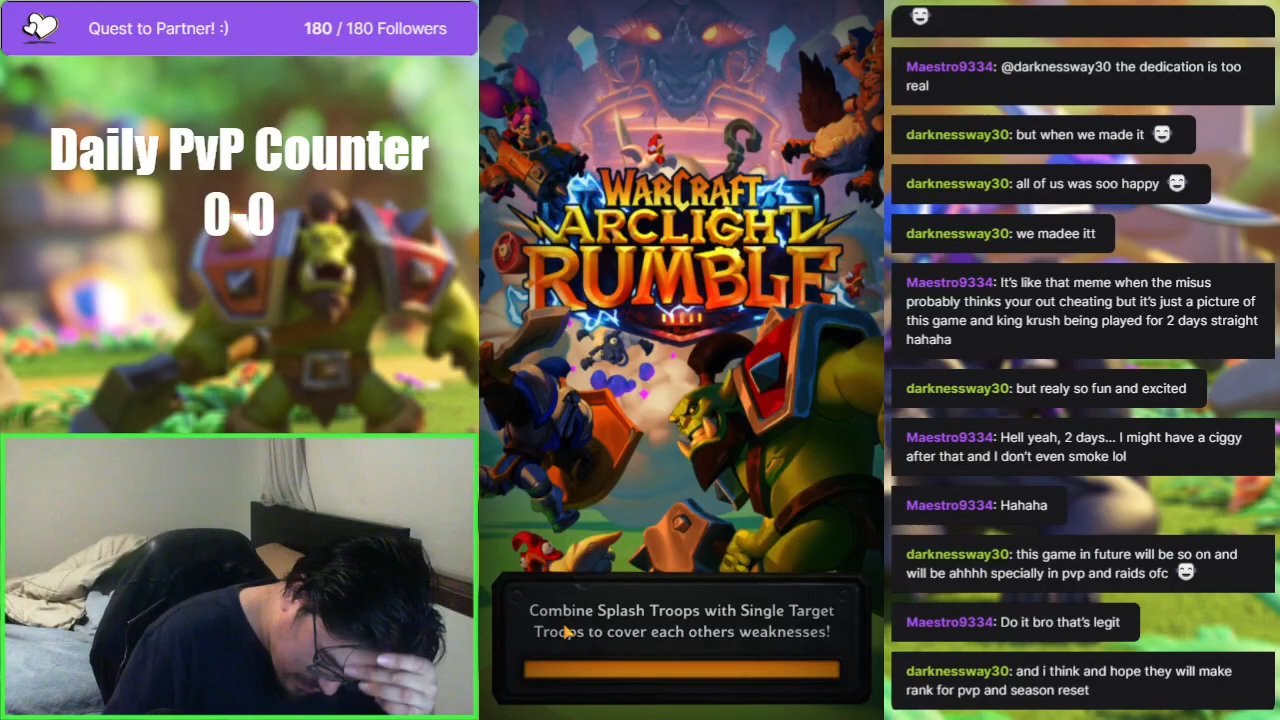 Quest to Partner! :)
180 / 180 Followers
Daily PvP Counter
0-0
WARCRAFT
ARCLIGHT
RUMBLE
Combine Splash Troops with Single Target
Troops to cover each others weaknesses!
Maestro9334: @darknessway30 the dedication is too
real
darknessway30: but when we made it
darknessway30: all of us was soo happy
darknessway30: we madee itt
Maestro9334: It's like that meme when the misus
probably thinks your out cheating but it's just a picture of
this game and king krush being played for 2 days straight
hahaha
darknessway30: but realy so fun and excited
Maestro9334: Hell yeah, 2 days... I might have a ciggy
after that and I don't even smoke lol
Maestro9334: Hahaha
darknessway30: this game in future will be so on and
will be ahhhh specially in pvp and raids ofc
Maestro9334: Do it bro that's legit
darknessway30: and i think and hope they will make
rank for pvp and season reset